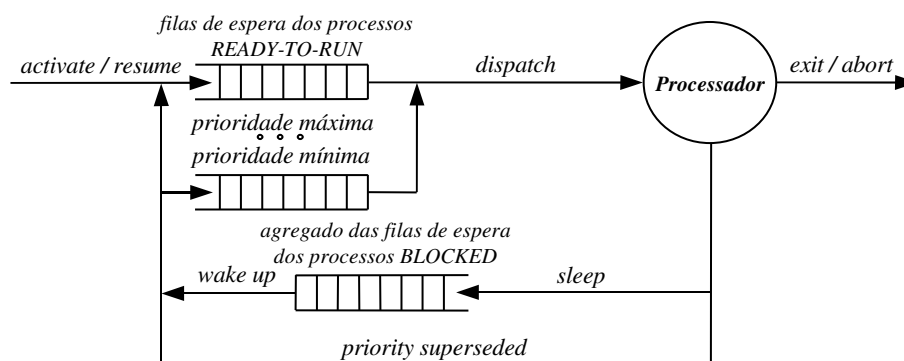 filas de espera dos processos
READY-TO-RUN
activate / resume
dispatch
Processador
exit / abort
prioridade máxima
prioridade mínima
agregado das filas de espera
dos processos BLOCKED
wake up
sleep
priority superseded